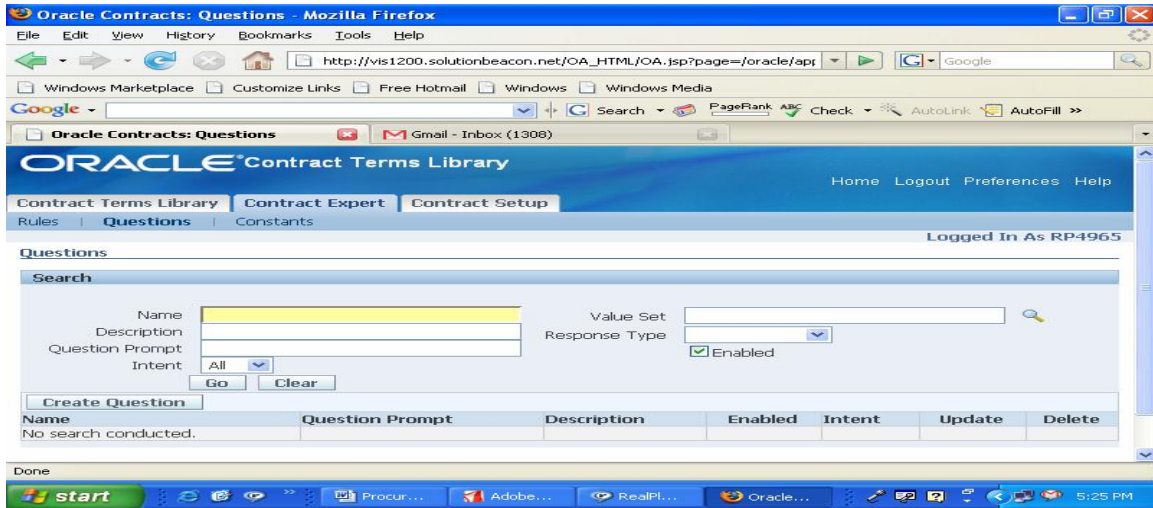 Oracle Contracts: Questions - Mozilla Firefox
File Edit View History Bookmarks Tools Help
http://vis1200.solutionbeacon.net/OA_HTML/OA.jsp?page=/oracle/app G Google
Windows Marketplace Customize Links Free Hotmail Windows Windows Media
Google G Search PageRank ABC Check AutoLink AutoFill »
Oracle Contracts: Questions Gmail - Inbox (1308)
ORACLE Contract Terms Library
Home Logout Preferences Help
Contract Terms Library Contract Expert Contract Setup
Rules | Questions | Constants
Logged In As RP4965
Questions
Search
Name Value Set
Description Response Type
Question Prompt Enabled
Intent All
Go Clear
Create Question
Name Question Prompt Description Enabled Intent Update Delete
No search conducted.
Done
start » Procur... Adobe... RealPl... Oracle... 5:25 PM